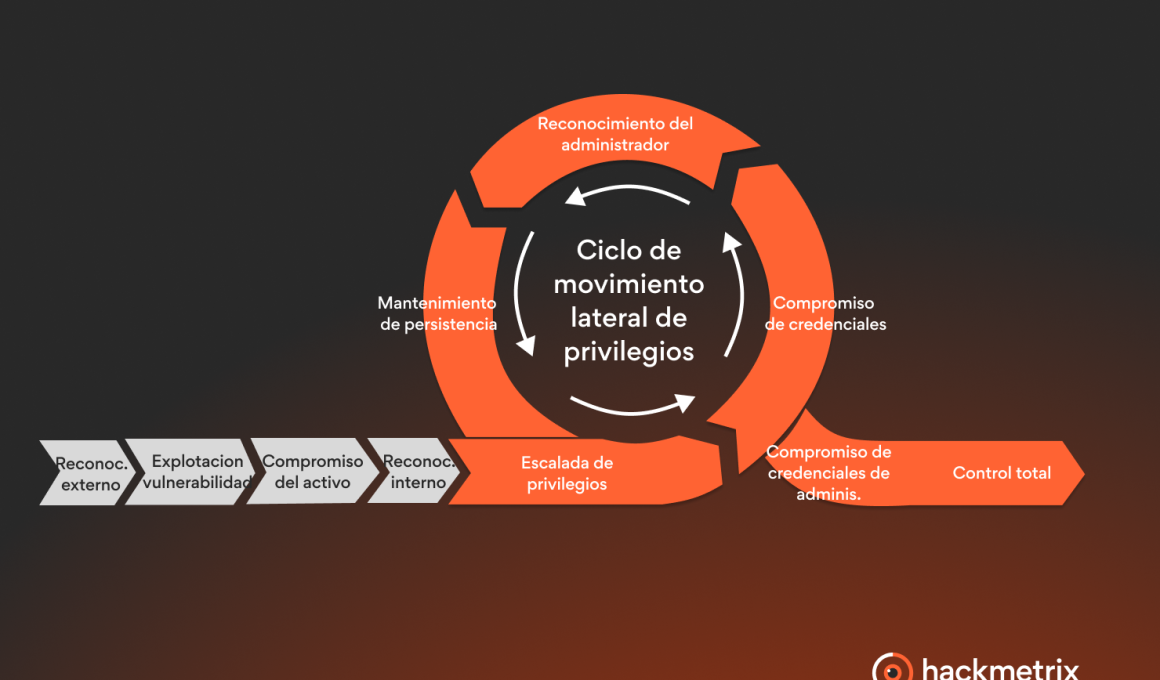 Reconocimiento del
administrador
Ciclo de
movimiento
lateral de
privilegios
Mantenimiento
de persistencia
Compromiso
de credenciales
Reconoc.
externo
Explotacion
vulnerabilidad
Compromiso
del activo
Reconoc.
interno
Escalada de
privilegios
Compromiso de
credenciales de
adminis.
Control total
hackmetrix